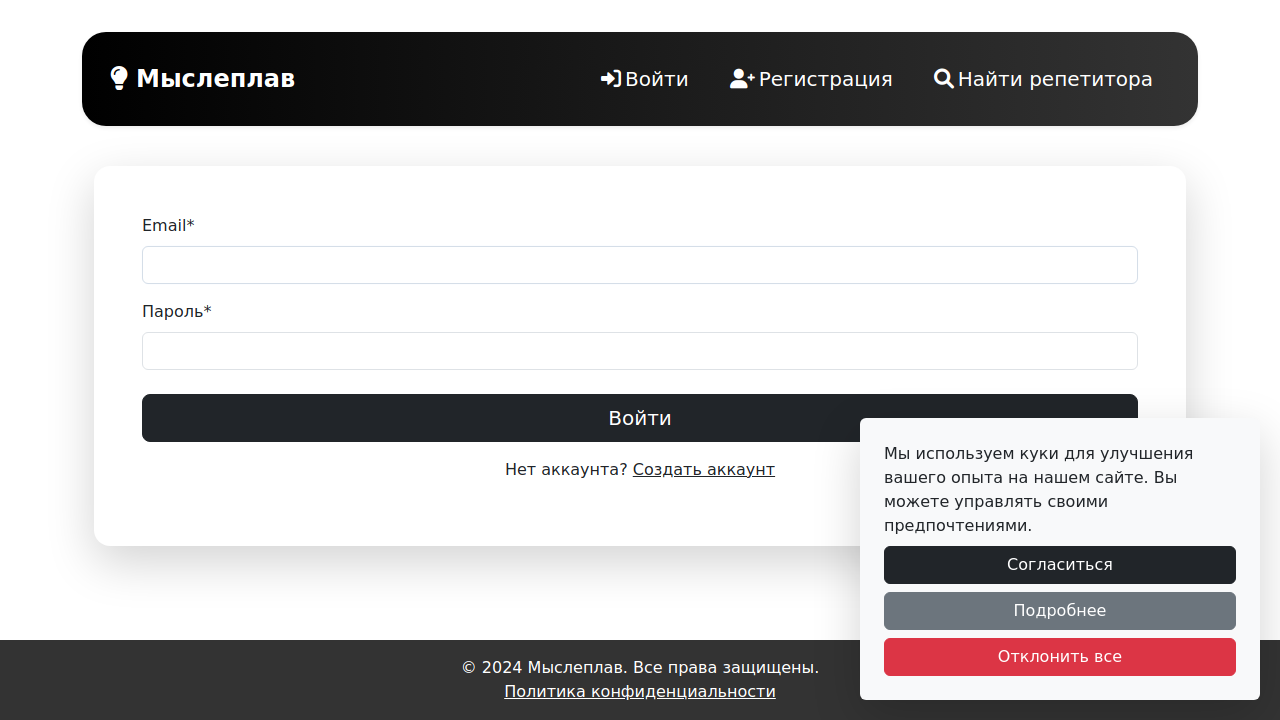 Мыслеплав
Войти
Регистрация
Найти репетитора
Email*
Пароль*
Войти
Нет аккаунта? Создать аккаунт
Мы используем куки для улучшения
вашего опыта на нашем сайте. Вы
можете управлять своими
предпочтениями.
Согласиться
Подробнее
Отклонить все
© 2024 Мыслеплав. Все права защищены.
Политика конфиденциальности